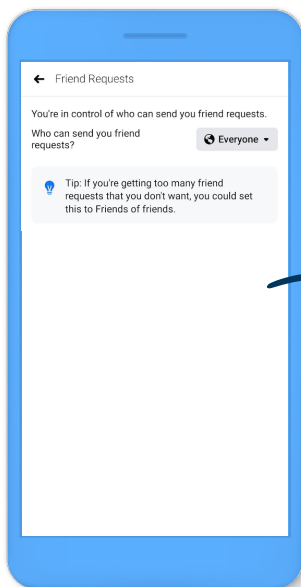 Friend Requests
You're in control of who can send you friend requests.
Who can send you friend
requests?
Everyone
Tip: If you're getting too many friend
requests that you don't want, you could set
this to Friends of friends.